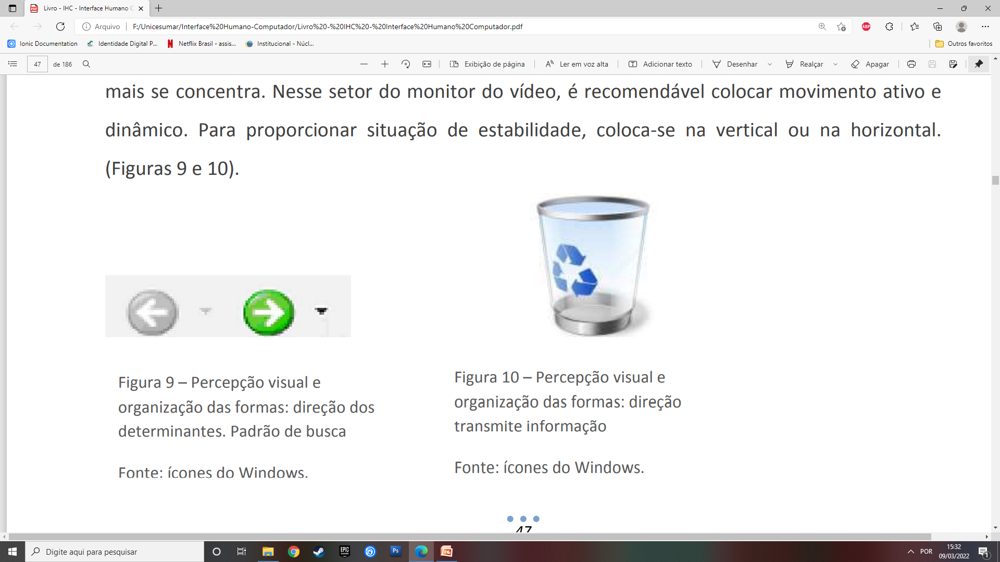 Livro - IHC - Interface Humano C
Arquivo
F:/Unicesumar/Interface%20Humano-Computador/Livro%20-%20IHC%20-%20Interface%20Humano%20Computador.pdf
ABP
Ionic Documentation
Identidade Digital P...
Netflix Brasil - assis...
Institucional - Núcl...
Outros favoritos
47 de 186
Exibição de página
Ler em voz alta
Adicionar texto
Desenhar
Realçar
Apagar
mais se concentra. Nesse setor do monitor do vídeo, é recomendável colocar movimento ativo e
dinâmico. Para proporcionar situação de estabilidade, coloca-se na vertical ou na horizontal.
(Figuras 9 e 10).
Figura 9 – Percepção visual e
organização das formas: direção dos
determinantes. Padrão de busca
Fonte: ícones do Windows.
Figura 10 – Percepção visual e
organização das formas: direção
transmite informação
Fonte: ícones do Windows.
47
Digite aqui para pesquisar
EPIC GAMES
Ps
POR
15:32
09/03/2022
1